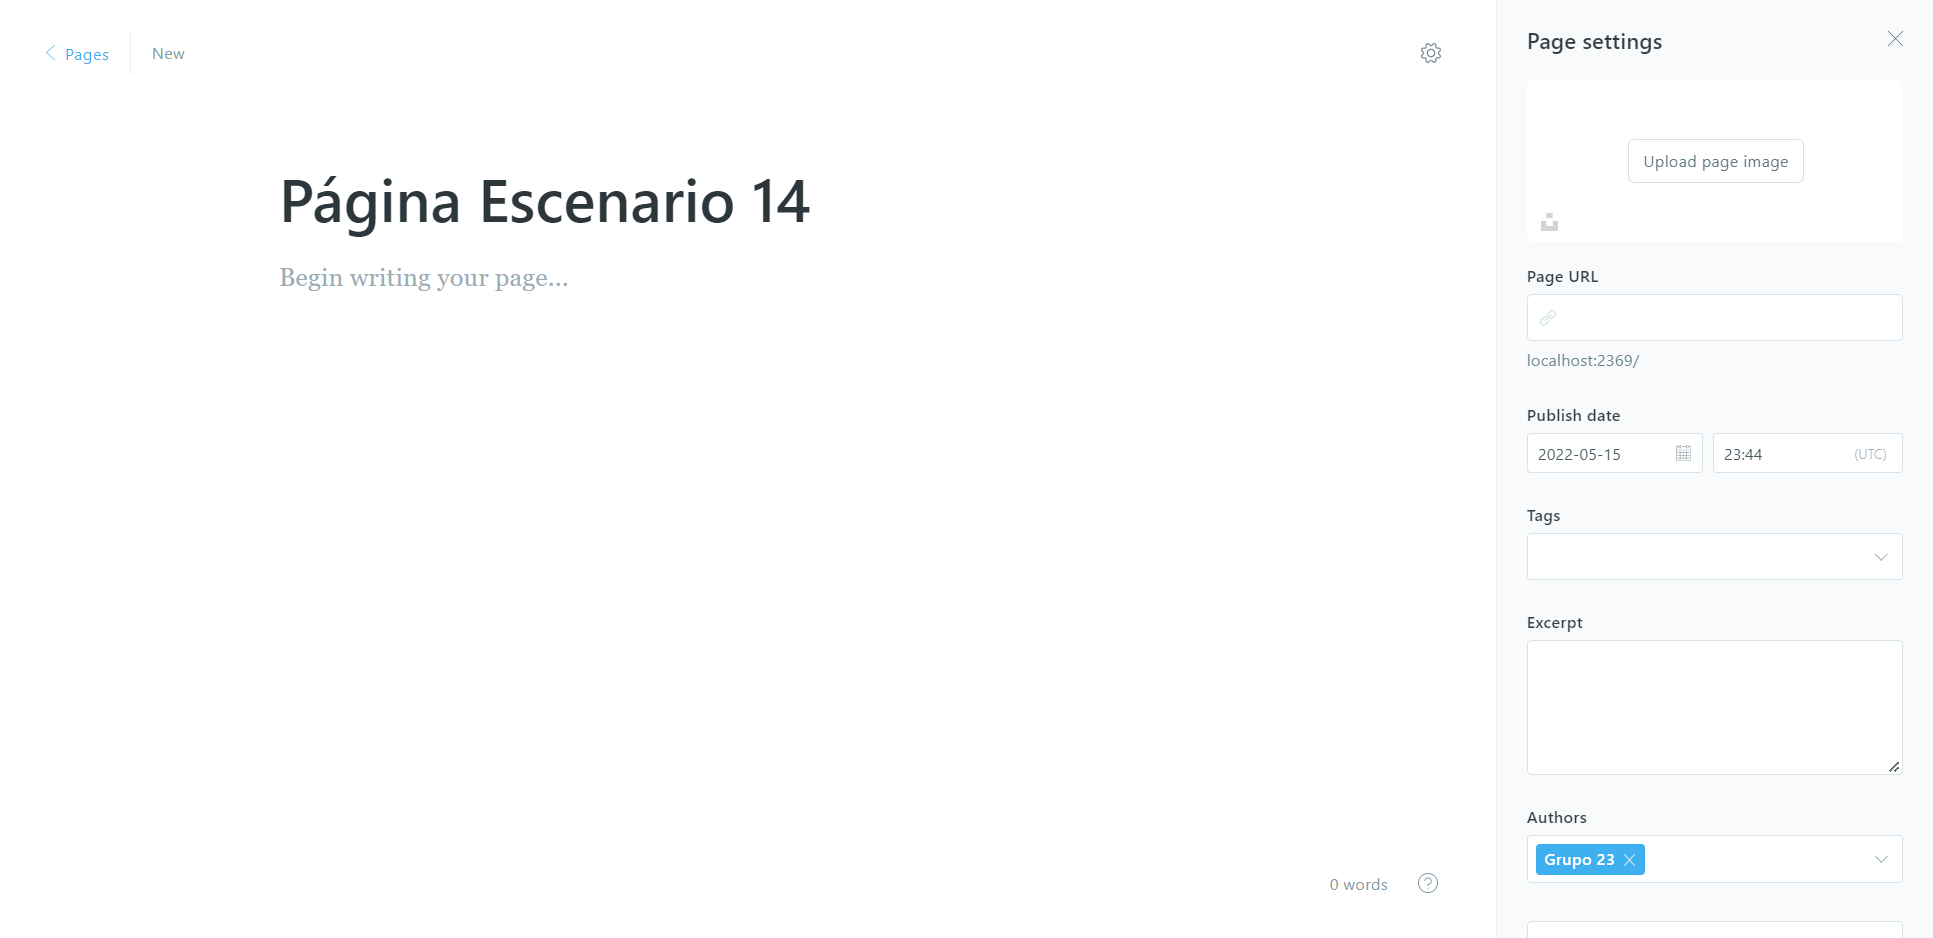 Pages
New
Página Escenario 14
Begin writing your page...
0 words
Page settings
Upload page image
Page URL
localhost:2369/
Publish date
2022-05-15
23:44 (UTC)
Tags
Excerpt
Authors
Grupo 23